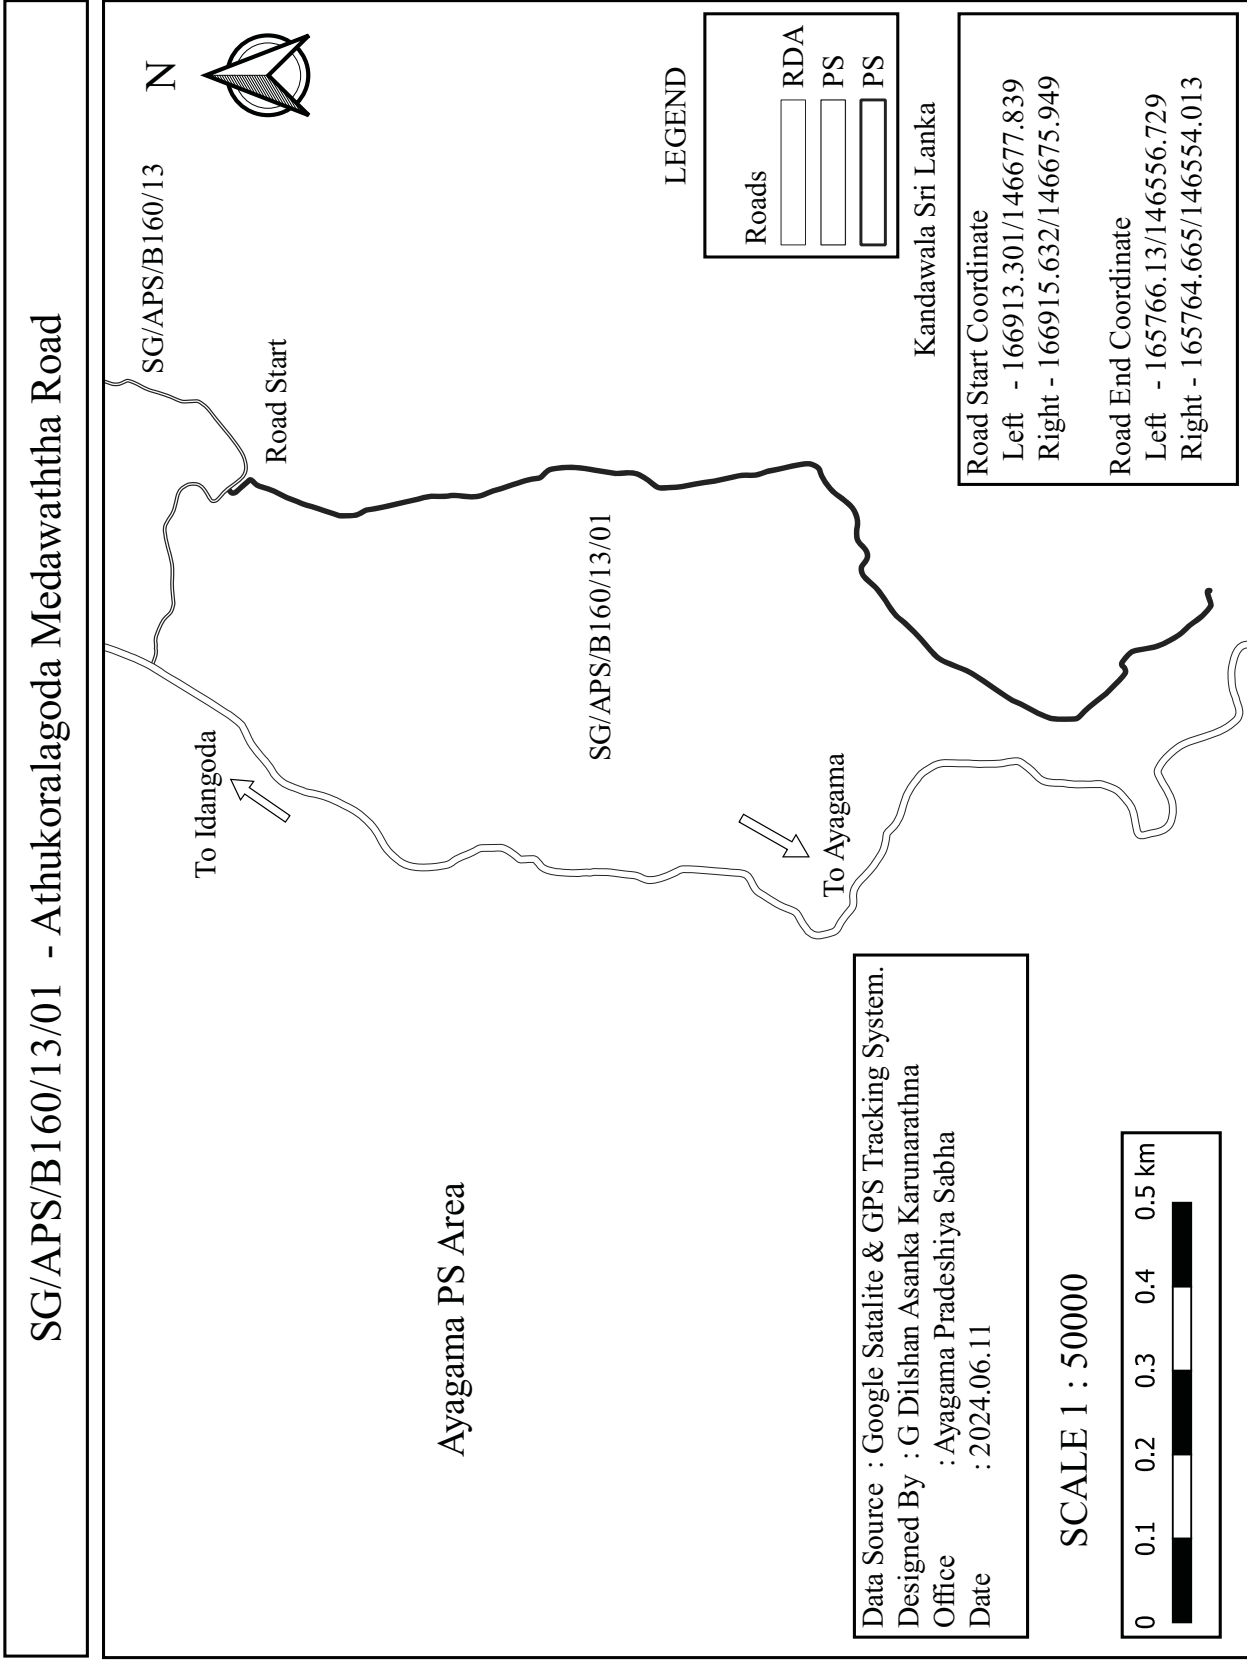 SG/APS/B160/13/01 - Athukoralagoda Medawaththa Road
N
SG/APS/B160/13
Road Start
To Idangoda
SG/APS/B160/13/01
To Ayagama
Ayagama PS Area
LEGEND
Roads
RDA
PS
PS
Kandawala Sri Lanka
Road Start Coordinate
Left - 166913.301/146677.839
Right - 166915.632/146675.949
Road End Coordinate
Left - 165766.13/146556.729
Right - 165764.665/146554.013
Data Source : Google Satalite & GPS Tracking System.
Designed By : G Dilshan Asanka Karunarathna
Office : Ayagama Pradeshiya Sabha
Date : 2024.06.11
SCALE 1 : 50000
0 0.1 0.2 0.3 0.4 0.5 km